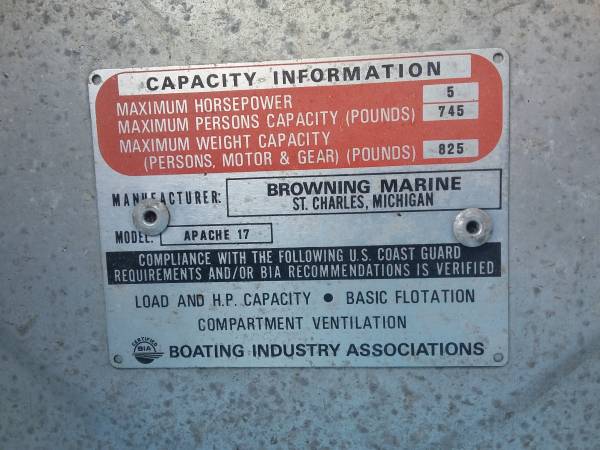 CAPACITY INFORMATION
MAXIMUM HORSEPOWER 5
MAXIMUM PERSONS CAPACITY (POUNDS) 745
MAXIMUM WEIGHT CAPACITY
(PERSONS, MOTOR & GEAR) (POUNDS) 825
MANUFACTURER: BROWNING MARINE
ST. CHARLES, MICHIGAN
MODEL: APACHE 17
COMPLIANCE WITH THE FOLLOWING U.S. COAST GUARD
REQUIREMENTS AND/OR BIA RECOMMENDATIONS IS VERIFIED
LOAD AND H.P. CAPACITY • BASIC FLOTATION
COMPARTMENT VENTILATION
CERTIFIED
BIA
BOATING INDUSTRY ASSOCIATIONS